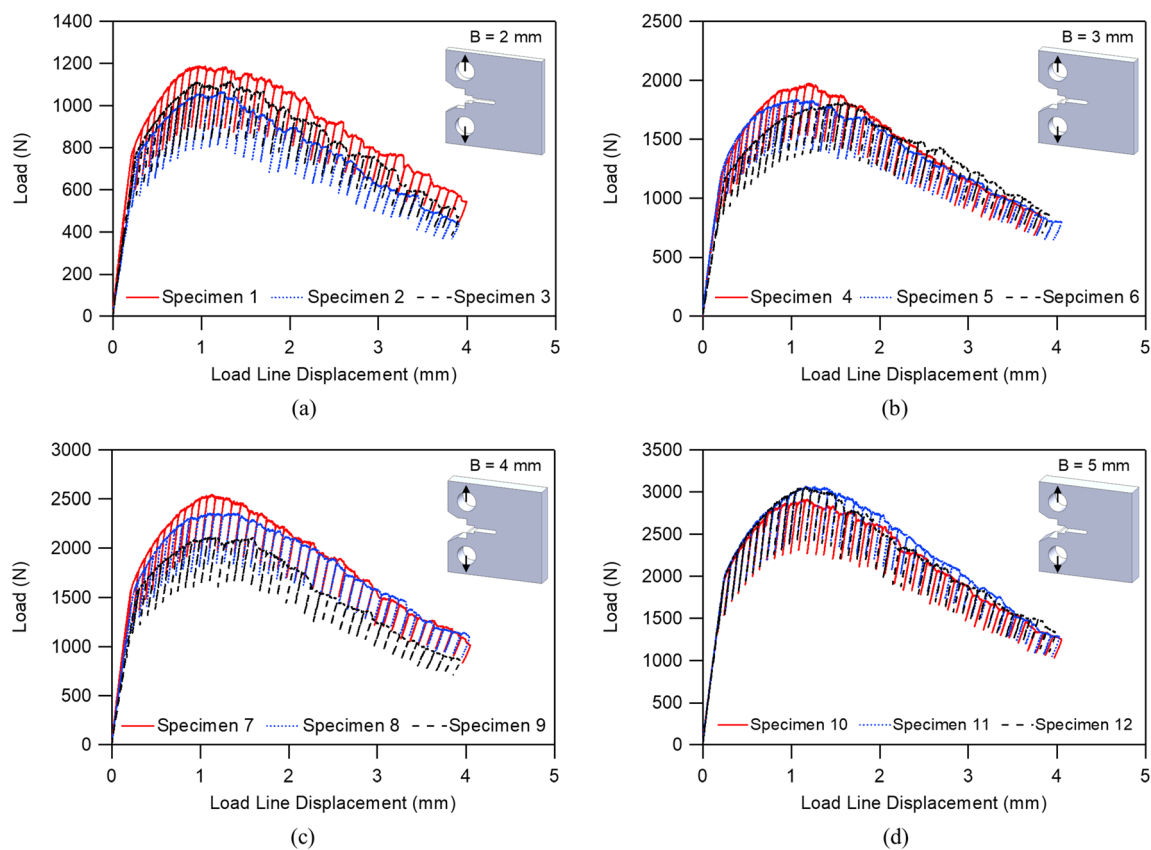 1400
1200
1000
800
600
400
200
0
Load (N)
B = 2 mm
Specimen 1 Specimen 2 Specimen 3
0 1 2 3 4 5
Load Line Displacement (mm)
(a)
2500
2000
1500
1000
500
0
Load (N)
B = 3 mm
Specimen 4 Specimen 5 Sepcimen 6
0 1 2 3 4 5
Load Line Displacement (mm)
(b)
3000
2500
2000
1500
1000
500
0
Load (N)
B = 4 mm
Specimen 7 Specimen 8 Specimen 9
0 1 2 3 4 5
Load Line Displacement (mm)
(c)
3500
3000
2500
2000
1500
1000
500
0
Load (N)
B = 5 mm
Specimen 10 Specimen 11 Specimen 12
0 1 2 3 4 5
Load Line Displacement (mm)
(d)